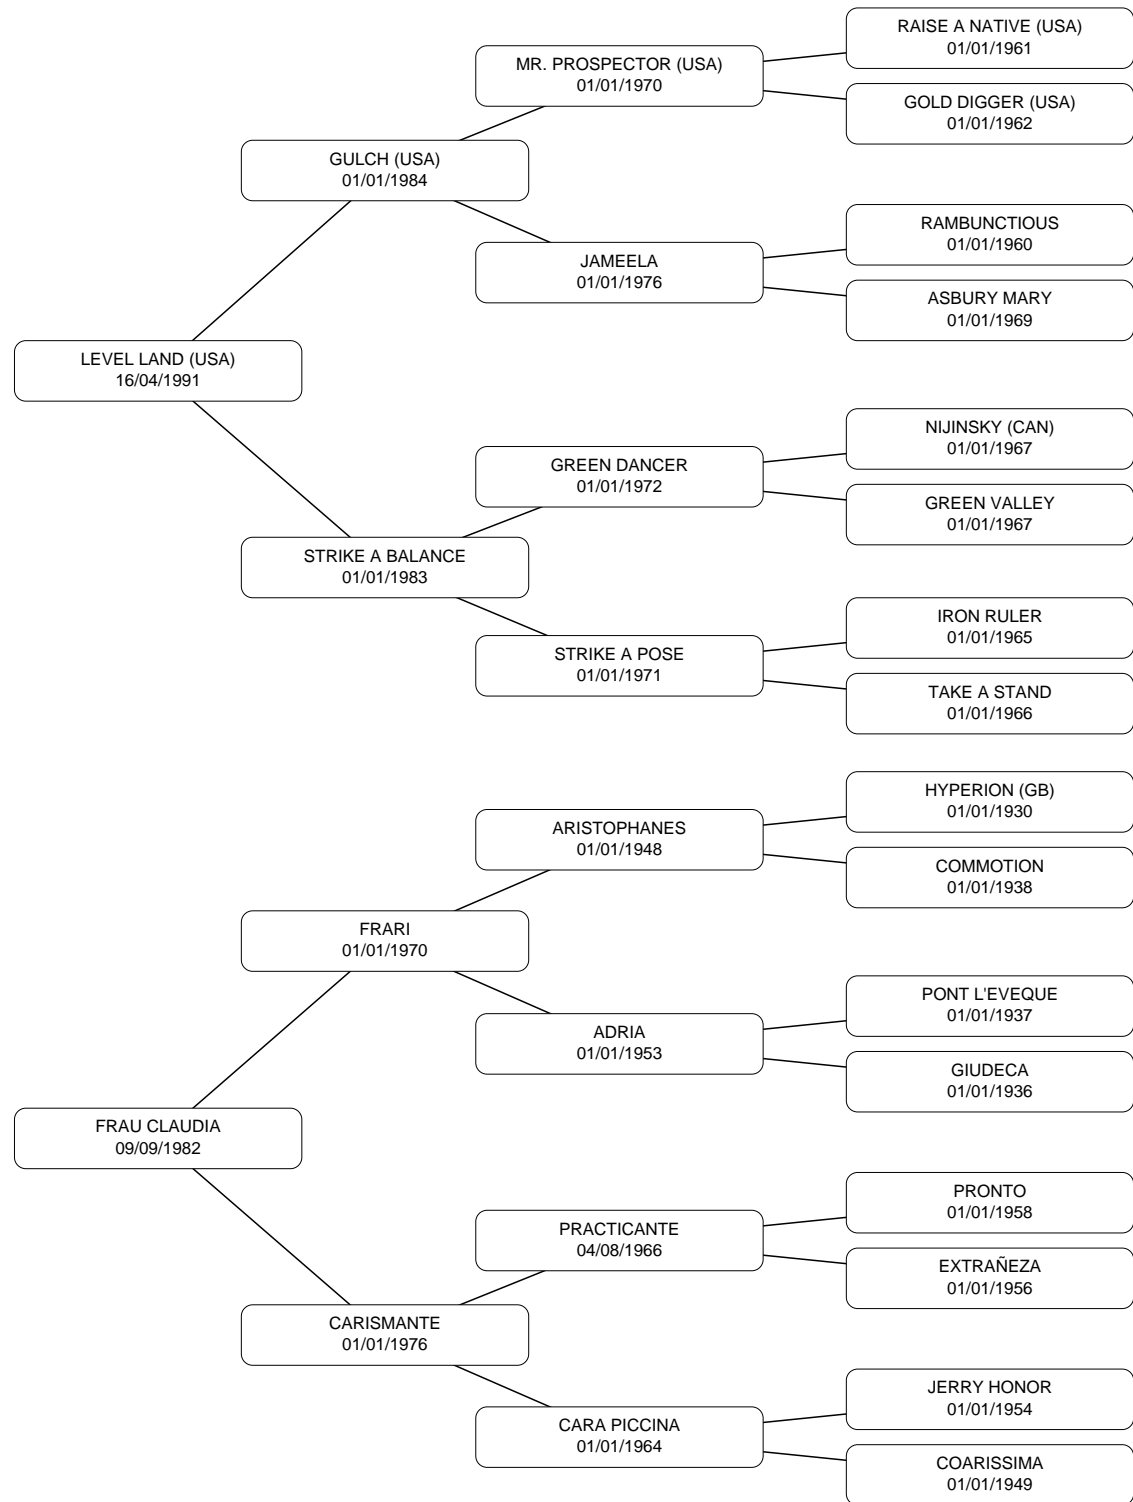 RAISE A NATIVE (USA)
01/01/1961
MR. PROSPECTOR (USA)
01/01/1970
GOLD DIGGER (USA)
01/01/1962
GULCH (USA)
01/01/1984
RAMBUNCTIOUS
01/01/1960
JAMEELA
01/01/1976
ASBURY MARY
01/01/1969
LEVEL LAND (USA)
16/04/1991
NIJINSKY (CAN)
01/01/1967
GREEN DANCER
01/01/1972
GREEN VALLEY
01/01/1967
STRIKE A BALANCE
01/01/1983
IRON RULER
01/01/1965
STRIKE A POSE
01/01/1971
TAKE A STAND
01/01/1966
HYPERION (GB)
01/01/1930
ARISTOPHANES
01/01/1948
COMMOTION
01/01/1938
FRARI
01/01/1970
PONT L'EVEQUE
01/01/1937
ADRIA
01/01/1953
GIUDECA
01/01/1936
FRAU CLAUDIA
09/09/1982
PRONTO
01/01/1958
PRACTICANTE
04/08/1966
EXTRAÑEZA
01/01/1956
CARISMANTE
01/01/1976
JERRY HONOR
01/01/1954
CARA PICCINA
01/01/1964
COARISSIMA
01/01/1949